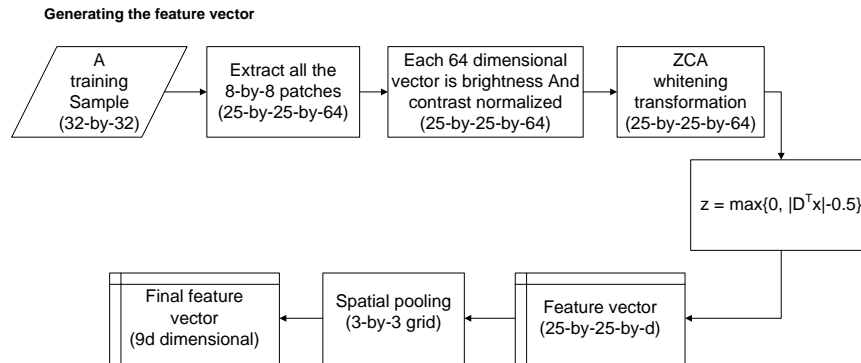 Generating the feature vector
A
training
Sample
(32-by-32)
Extract all the
8-by-8 patches
(25-by-25-by-64)
Each 64 dimensional
vector is brightness And
contrast normalized
(25-by-25-by-64)
ZCA
whitening
transformation
(25-by-25-by-64)
z = max{0, |Dᵀx|-0.5}
Feature vector
(25-by-25-by-d)
Spatial pooling
(3-by-3 grid)
Final feature
vector
(9d dimensional)